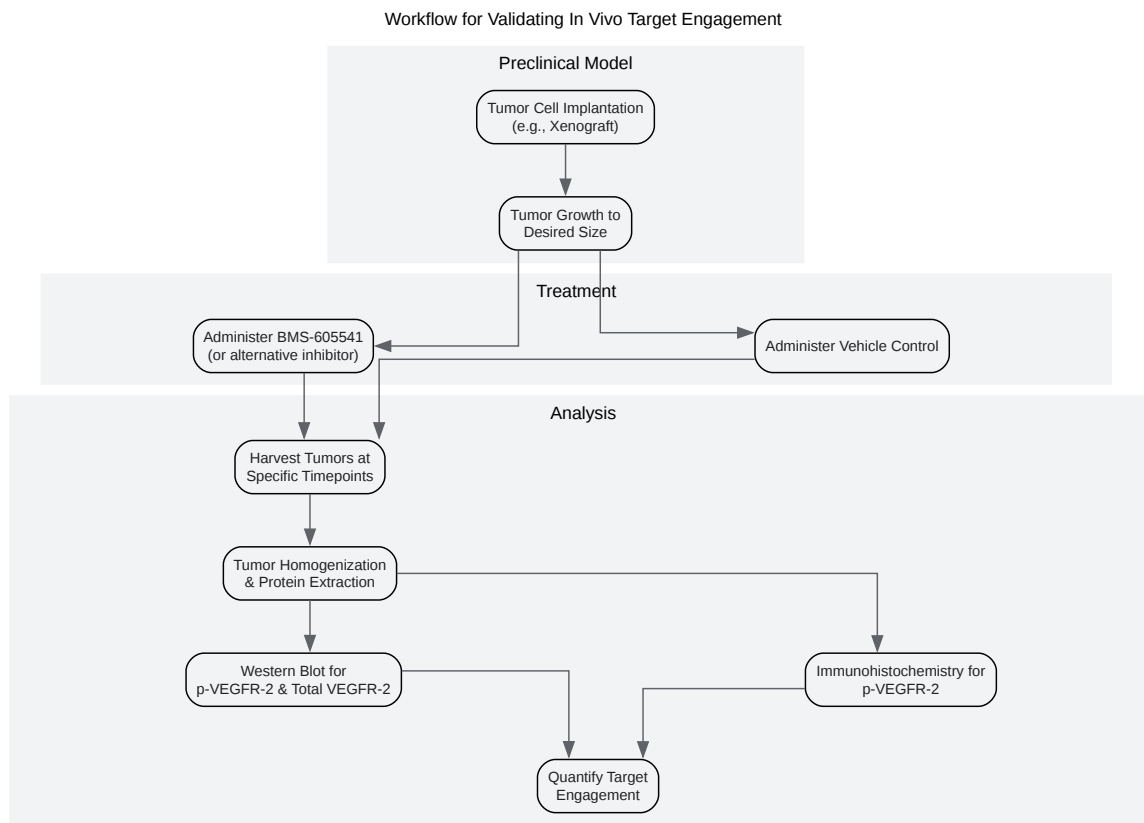 Workflow for Validating In Vivo Target Engagement
Preclinical Model
Tumor Cell Implantation
(e.g., Xenograft)
Tumor Growth to
Desired Size
Treatment
Administer BMS-605541
(or alternative inhibitor)
Administer Vehicle Control
Analysis
Harvest Tumors at
Specific Timepoints
Tumor Homogenization
& Protein Extraction
Western Blot for
p-VEGFR-2 & Total VEGFR-2
Immunohistochemistry for
p-VEGFR-2
Quantify Target
Engagement